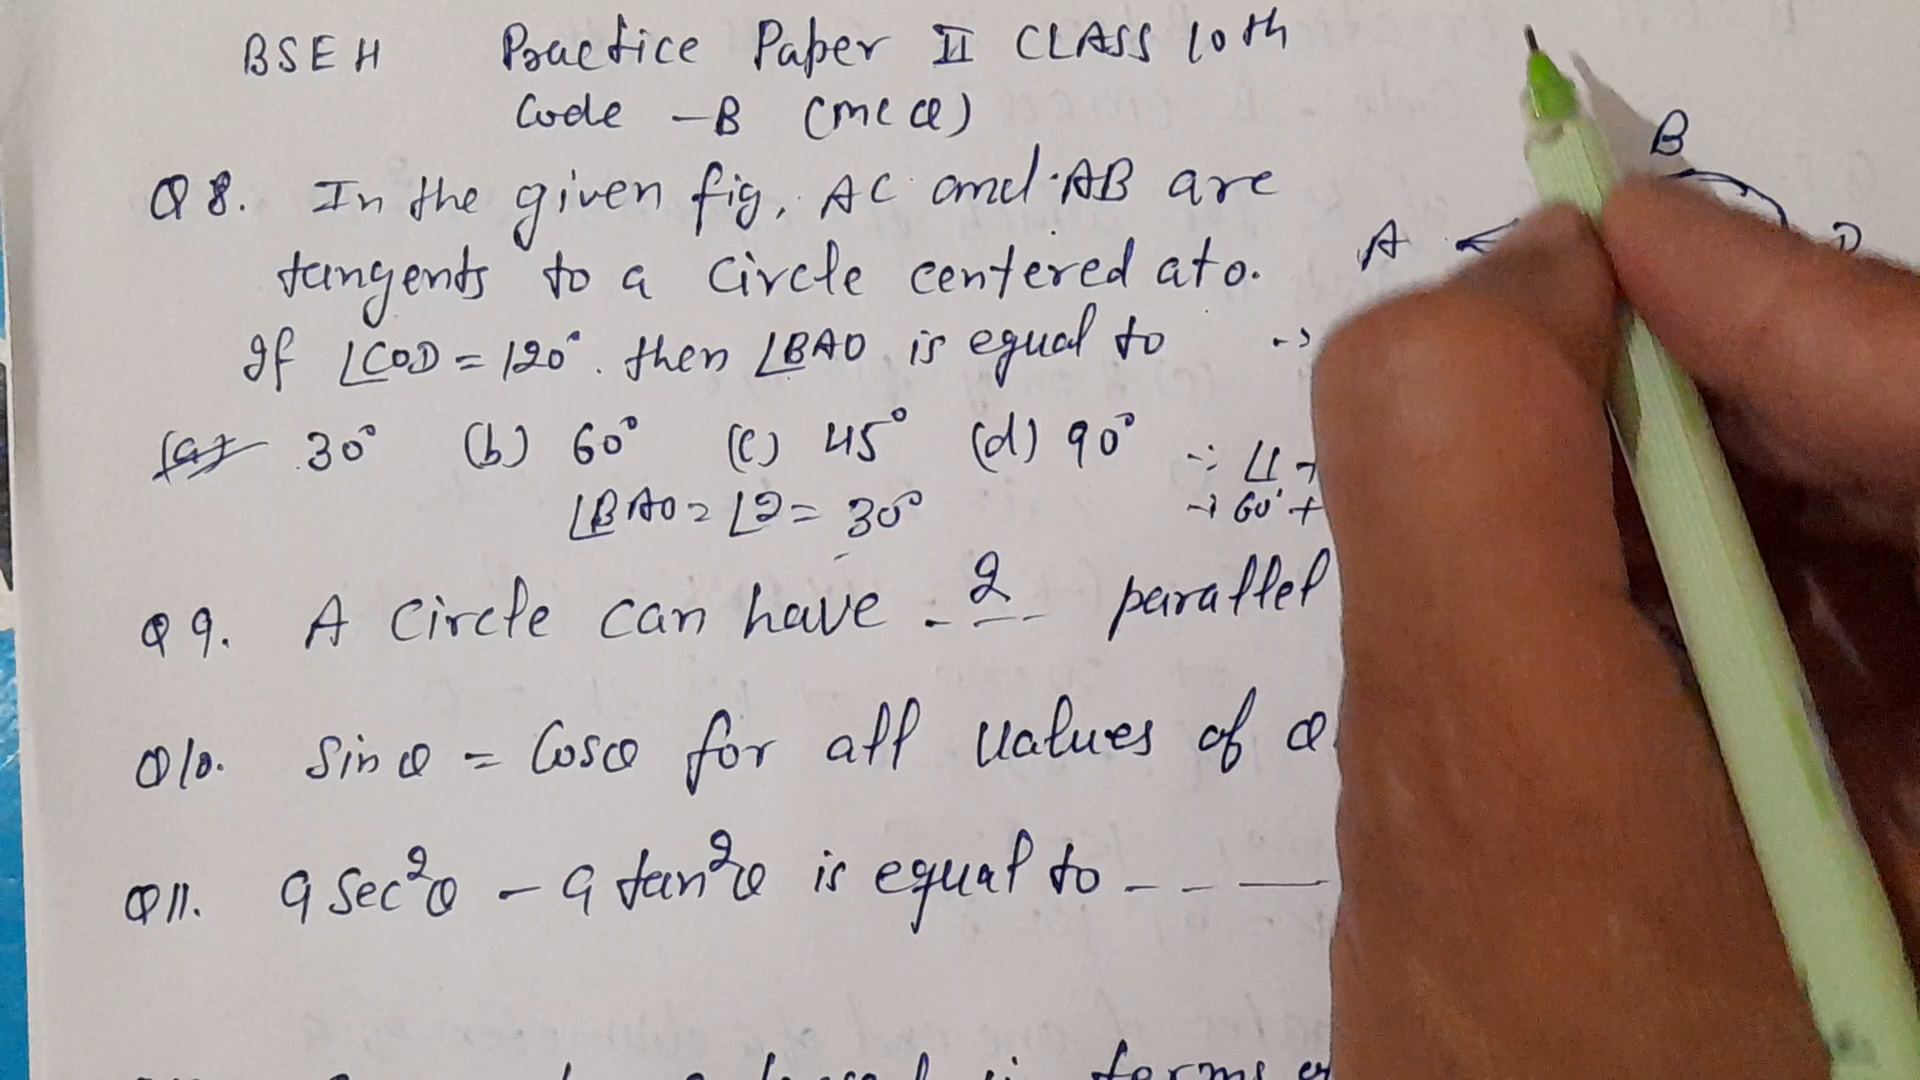 BSEH Practice Paper II CLASS 10th
Code - B (MCQ)
B
Q8. In the given fig, AC and AB are
A
D
tangents to a circle centered at o.
If ∠COD = 120°. then ∠BAO is equal to
(a) 30° (b) 60° (c) 45° (d) 90°
∴ ∠1 +
∠BAO = ∠2 = 30°
→ 60° +
Q9. A circle can have - 2 - - parallel
Q10. Sin θ = Cos θ for all values of θ
Q11. 9 Sec²θ - 9 tan²θ is equal to - - —